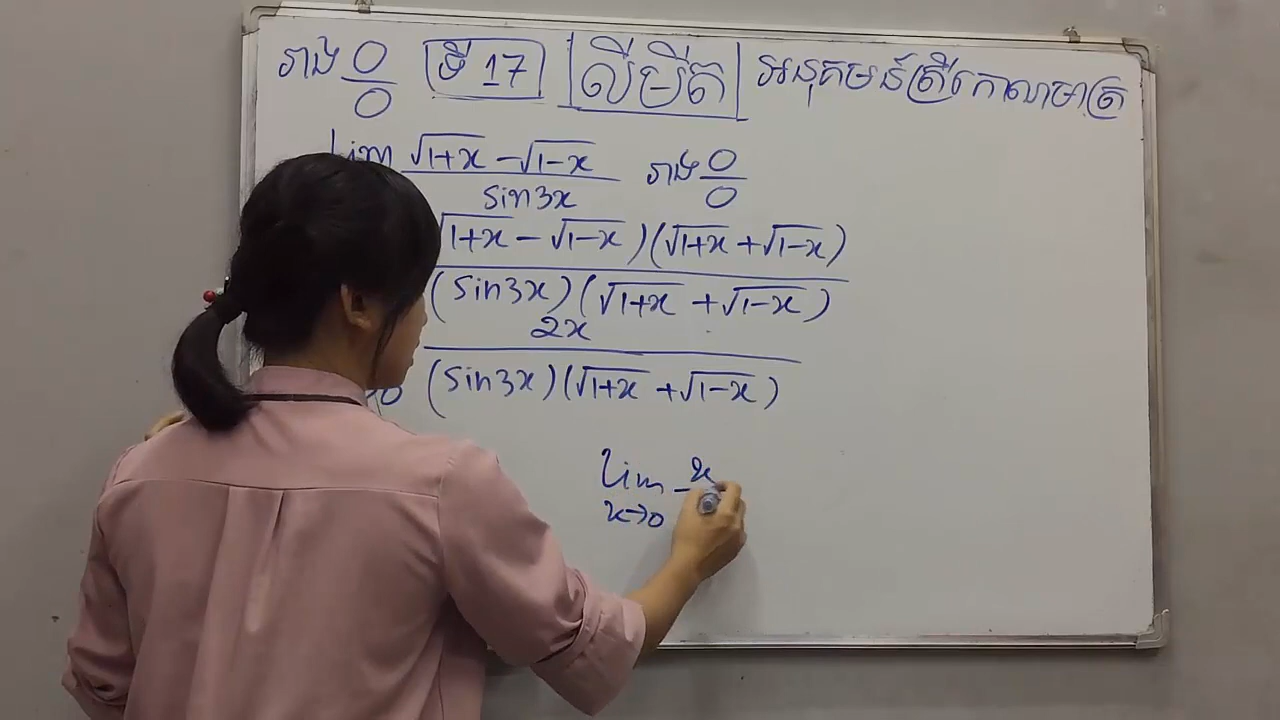 រាង 0/0 ទី 17 លីមីត អនុគមន៍ត្រីកោណមាត្រ
lim (√1+x - √1-x)/(sin3x) រាង 0/0
√1+x - √1-x)(√1+x + √1-x)
(sin3x)(√1+x + √1-x)
2x
→0 (sin3x)(√1+x + √1-x)
lim x
x→0